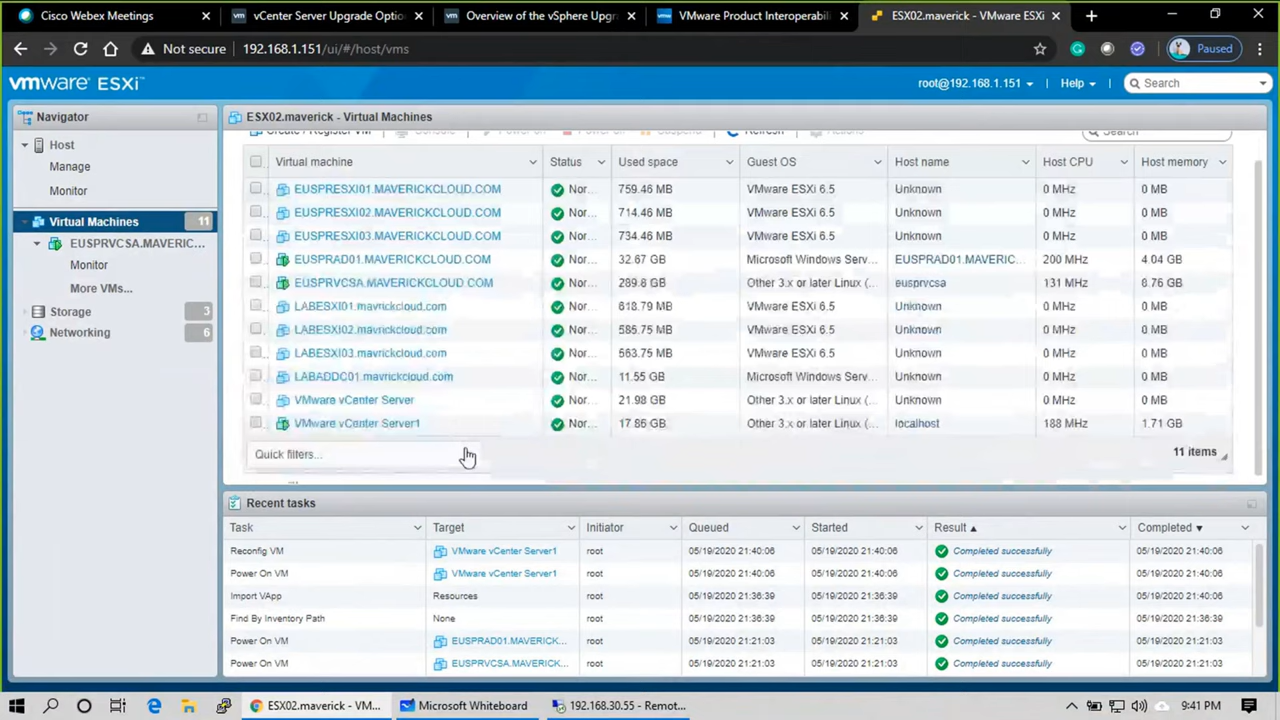 Cisco Webex Meetings
vCenter Server Upgrade Optio
Overview of the vSphere Upgr
VMware Product Interoperabil
ESX02.maverick - VMware ESXi
Not secure
192.168.1.151/ui/#/host/vms
Paused
vmware ESXi™
root@192.168.1.151
Help
Search
Navigator
Host
Manage
Monitor
Virtual Machines 11
EUSPRVCSA.MAVERIC...
Monitor
More VMs...
Storage 3
Networking 6
ESX02.maverick - Virtual Machines
Create / Register VM Console Power on Power off Suspend Refresh Actions Search
Virtual machine Status Used space Guest OS Host name Host CPU Host memory
EUSPRESXI01.MAVERICKCLOUD.COM Nor... 759.46 MB VMware ESXi 6.5 Unknown 0 MHz 0 MB
EUSPRESXI02.MAVERICKCLOUD.COM Nor... 714.46 MB VMware ESXi 6.5 Unknown 0 MHz 0 MB
EUSPRESXI03.MAVERICKCLOUD.COM Nor... 734.46 MB VMware ESXi 6.5 Unknown 0 MHz 0 MB
EUSPRAD01.MAVERICKCLOUD.COM Nor... 32.67 GB Microsoft Windows Serv... EUSPRAD01.MAVERIC... 200 MHz 4.04 GB
EUSPRVCSA.MAVERICKCLOUD.COM Nor... 289.8 GB Other 3.x or later Linux (... eusprvcsa 131 MHz 8.76 GB
LABESXI01.mavrickcloud.com Nor... 618.79 MB VMware ESXi 6.5 Unknown 0 MHz 0 MB
LABESXI02.mavrickcloud.com Nor... 585.75 MB VMware ESXi 6.5 Unknown 0 MHz 0 MB
LABESXI03.mavrickcloud.com Nor... 563.75 MB VMware ESXi 6.5 Unknown 0 MHz 0 MB
LABADDC01.mavrickcloud.com Nor... 11.55 GB Microsoft Windows Serv... Unknown 0 MHz 0 MB
VMware vCenter Server Nor... 21.98 GB Other 3.x or later Linux (... Unknown 0 MHz 0 MB
VMware vCenter Server1 Nor... 17.86 GB Other 3.x or later Linux (... localhost 188 MHz 1.71 GB
Quick filters...
11 items
Recent tasks
Task Target Initiator Queued Started Result Completed
Reconfig VM VMware vCenter Server1 root 05/19/2020 21:40:06 05/19/2020 21:40:06 Completed successfully 05/19/2020 21:40:06
Power On VM VMware vCenter Server1 root 05/19/2020 21:40:06 05/19/2020 21:40:06 Completed successfully 05/19/2020 21:40:06
Import VApp Resources root 05/19/2020 21:36:39 05/19/2020 21:36:39 Completed successfully 05/19/2020 21:36:39
Find By Inventory Path None root 05/19/2020 21:36:39 05/19/2020 21:36:39 Completed successfully 05/19/2020 21:36:39
Power On VM EUSPRAD01.MAVERICK... root 05/19/2020 21:21:03 05/19/2020 21:21:03 Completed successfully 05/19/2020 21:21:03
Power On VM EUSPRVCSA.MAVERICK... root 05/19/2020 21:21:03 05/19/2020 21:21:03 Completed successfully 05/19/2020 21:21:03
ESX02.maverick - VM...
Microsoft Whiteboard
192.168.30.55 - Remot...
9:41 PM